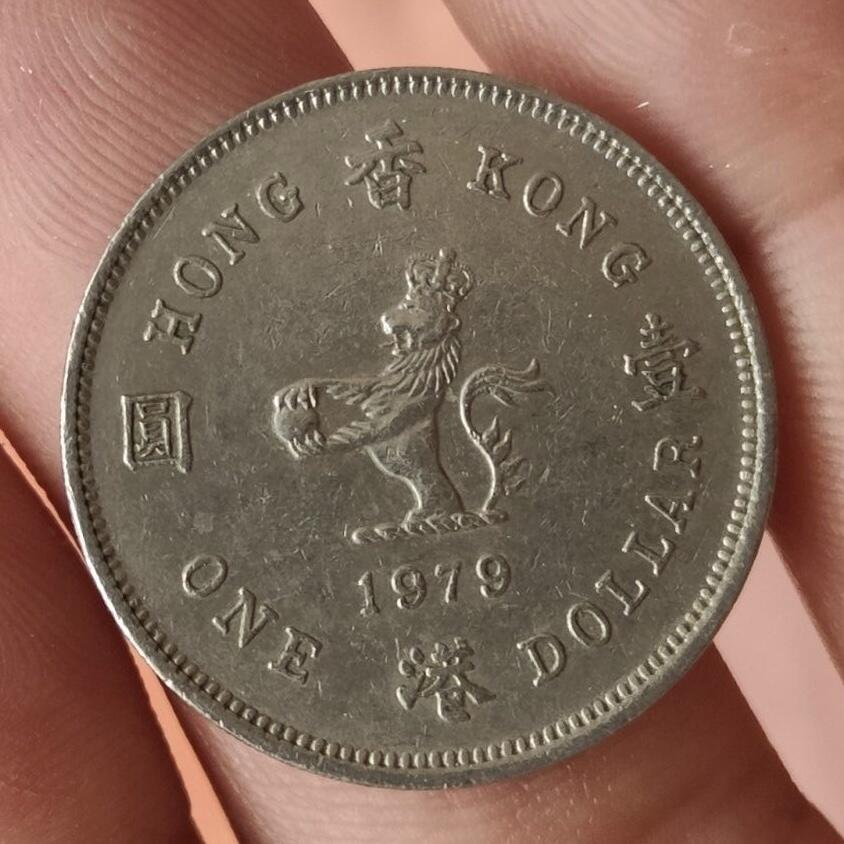 HONG KONG
香港
壹圓
1979
ONE DOLLAR